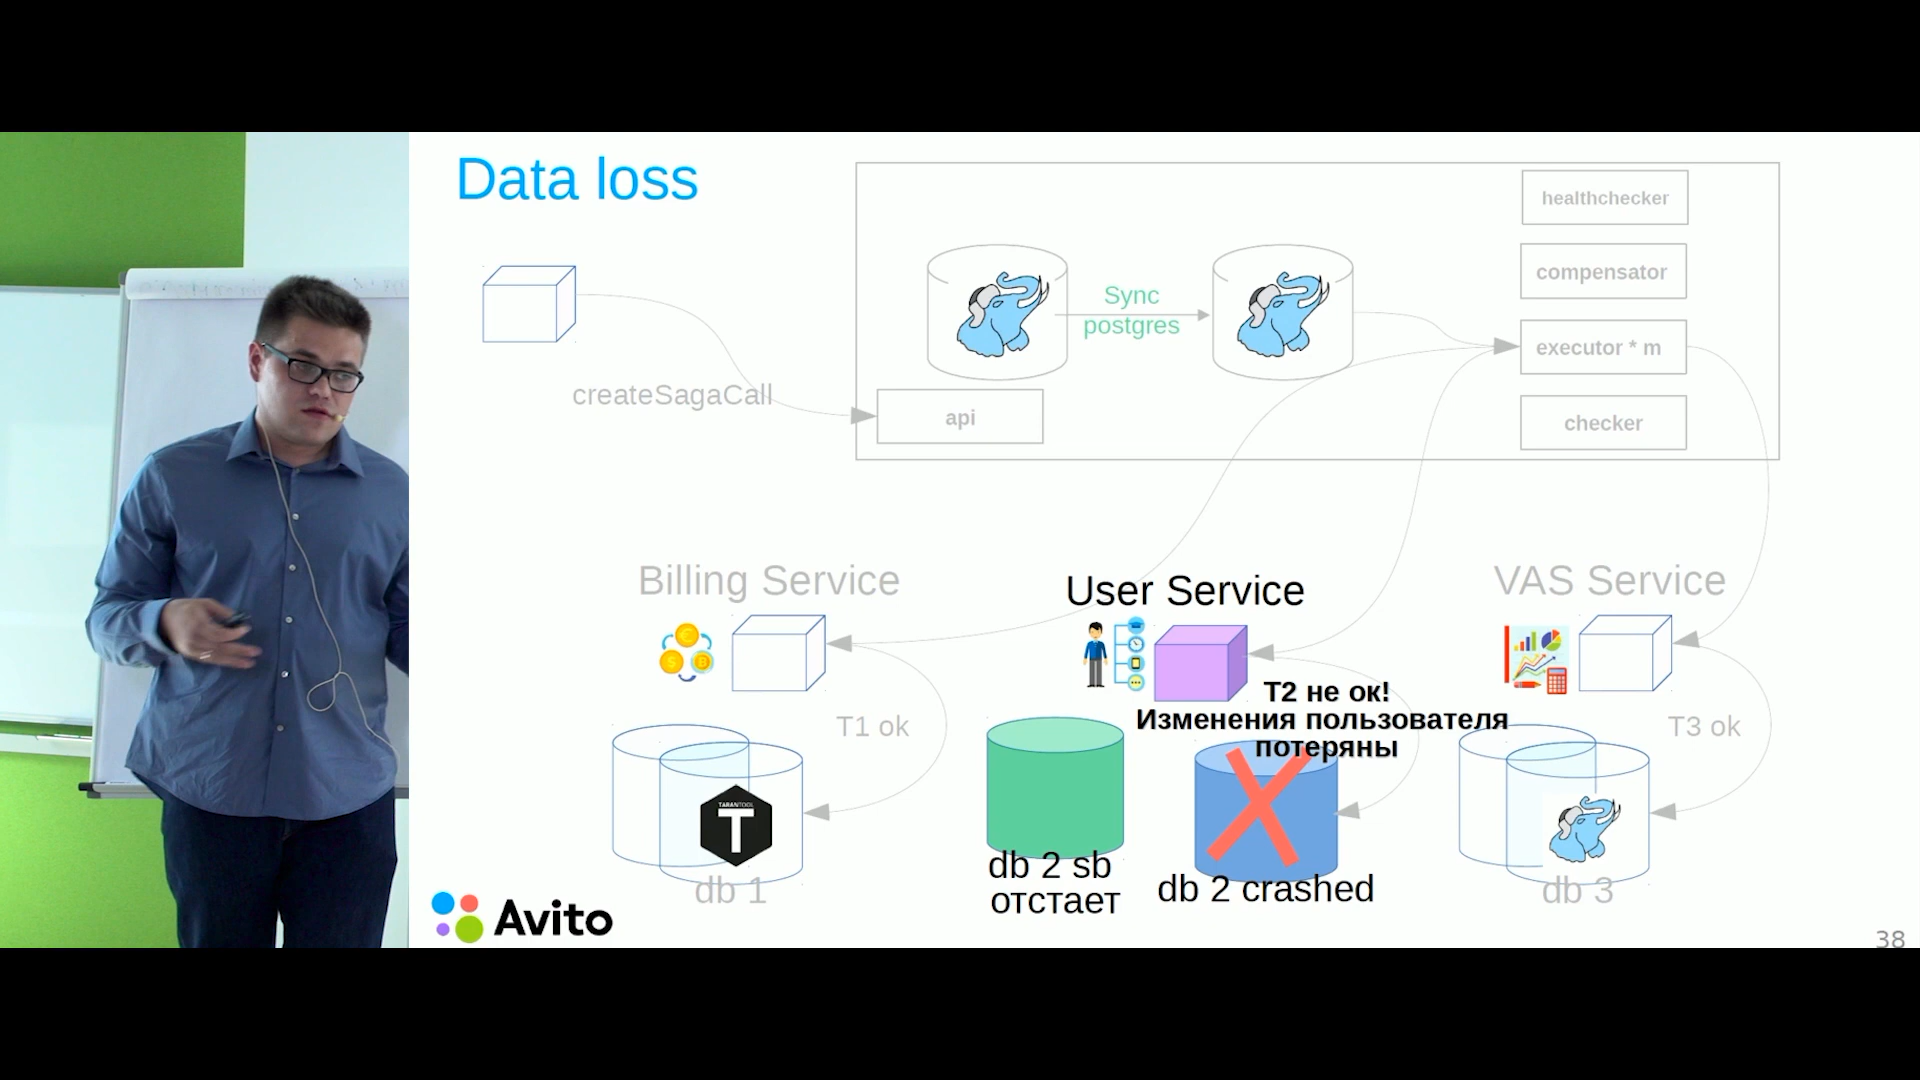 Data loss
healthchecker
compensator
Sync
postgres
executor * m
createSagaCall
api
checker
Billing Service
User Service
VAS Service
T2 не ок!
Изменения пользователя
потеряны
T1 ok
T3 ok
TARANTOOL
T
db 2 sb
отстает
db 2 crashed
db 1
db 3
Avito
38